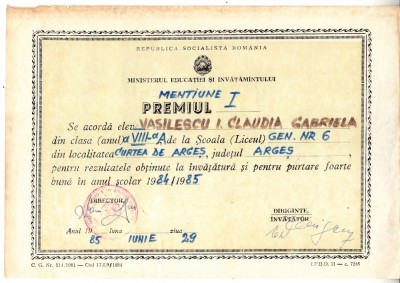 REPUBLICA SOCIALISTĂ ROMÂNIA
MINISTERUL EDUCAȚIEI ȘI ÎNVĂȚĂMÎNTULUI
MENȚIUNE I
PREMIUL
Se acordă elev VASILESCU I. CLAUDIA GABRIELA
din clasa (anul) a VIII-a A de la Școala (Liceul) GEN. NR 6
din localitatea CURTEA DE ARGEȘ, județul ARGEȘ,
pentru rezultatele obținute la învățătură și pentru purtare foarte
bună în anul școlar 1984/1985
DIRECTOR,
DIRIGINTE,
ÎNVĂȚĂTOR,
Anul 19 luna ziua
85 IUNIE 29